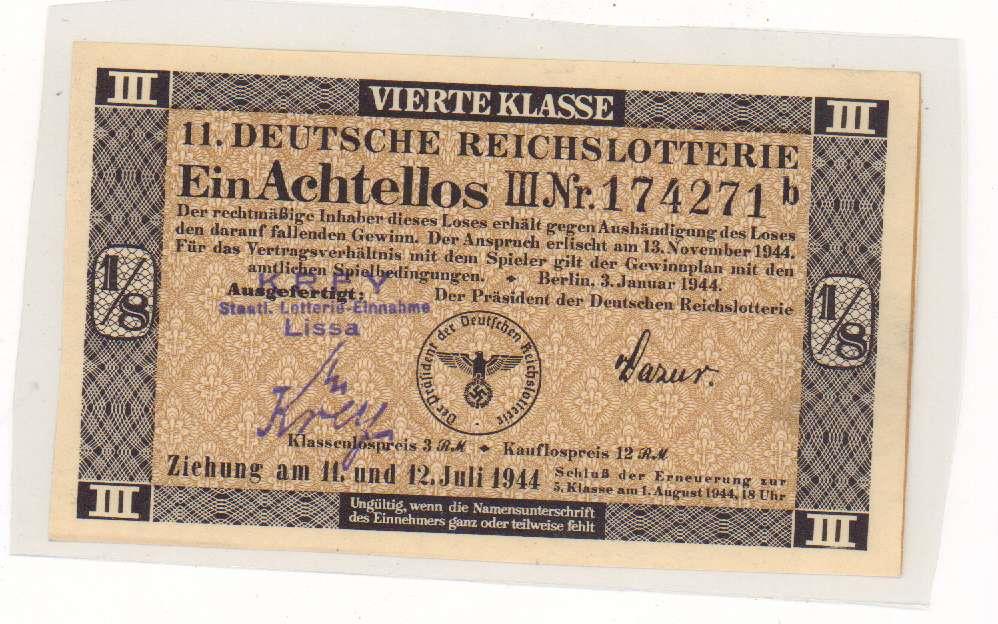 III
VIERTE KLASSE
III
11. DEUTSCHE REICHSLOTTERIE
Ein Achtellos III Nr. 174271 b
Der rechtmäßige Inhaber dieses Loses erhält gegen Aushändigung des Loses
den darauf fallenden Gewinn. Der Anspruch erlischt am 13. November 1944.
Für das Vertragsverhältnis mit dem Spieler gilt der Gewinnplan mit den
amtlichen Spielbedingungen. Berlin, 3. Januar 1944.
Ausgefertigt: Der Präsident der Deutschen Reichslotterie
Staatl. Lotterie-Einnahme
Lissa
1/8
1/8
Der Präsident der Deutschen Reichslotterie
Klassenlospreis 3 RM Kauflospreis 12 RM
Ziehung am 11. und 12. Juli 1944
Schluß der Erneuerung zur
5. Klasse am 1. August 1944, 18 Uhr
III
Ungültig, wenn die Namensunterschrift
des Einnehmers ganz oder teilweise fehlt
III